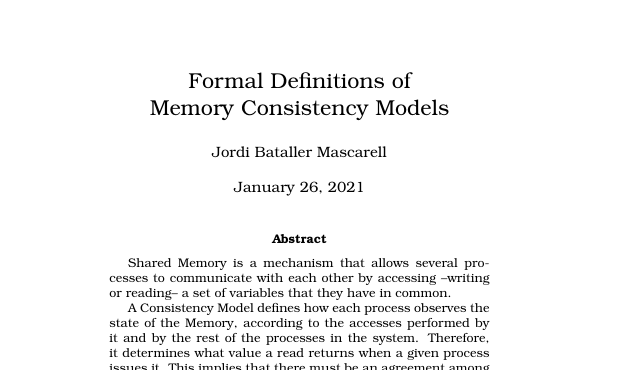 Formal Definitions of
Memory Consistency Models
Jordi Bataller Mascarell
January 26, 2021
Abstract
Shared Memory is a mechanism that allows several pro-
cesses to communicate with each other by accessing –writing
or reading– a set of variables that they have in common.
A Consistency Model defines how each process observes the
state of the Memory, according to the accesses performed by
it and by the rest of the processes in the system. Therefore,
it determines what value a read returns when a given process
issues it. This implies that there must be an agreement among